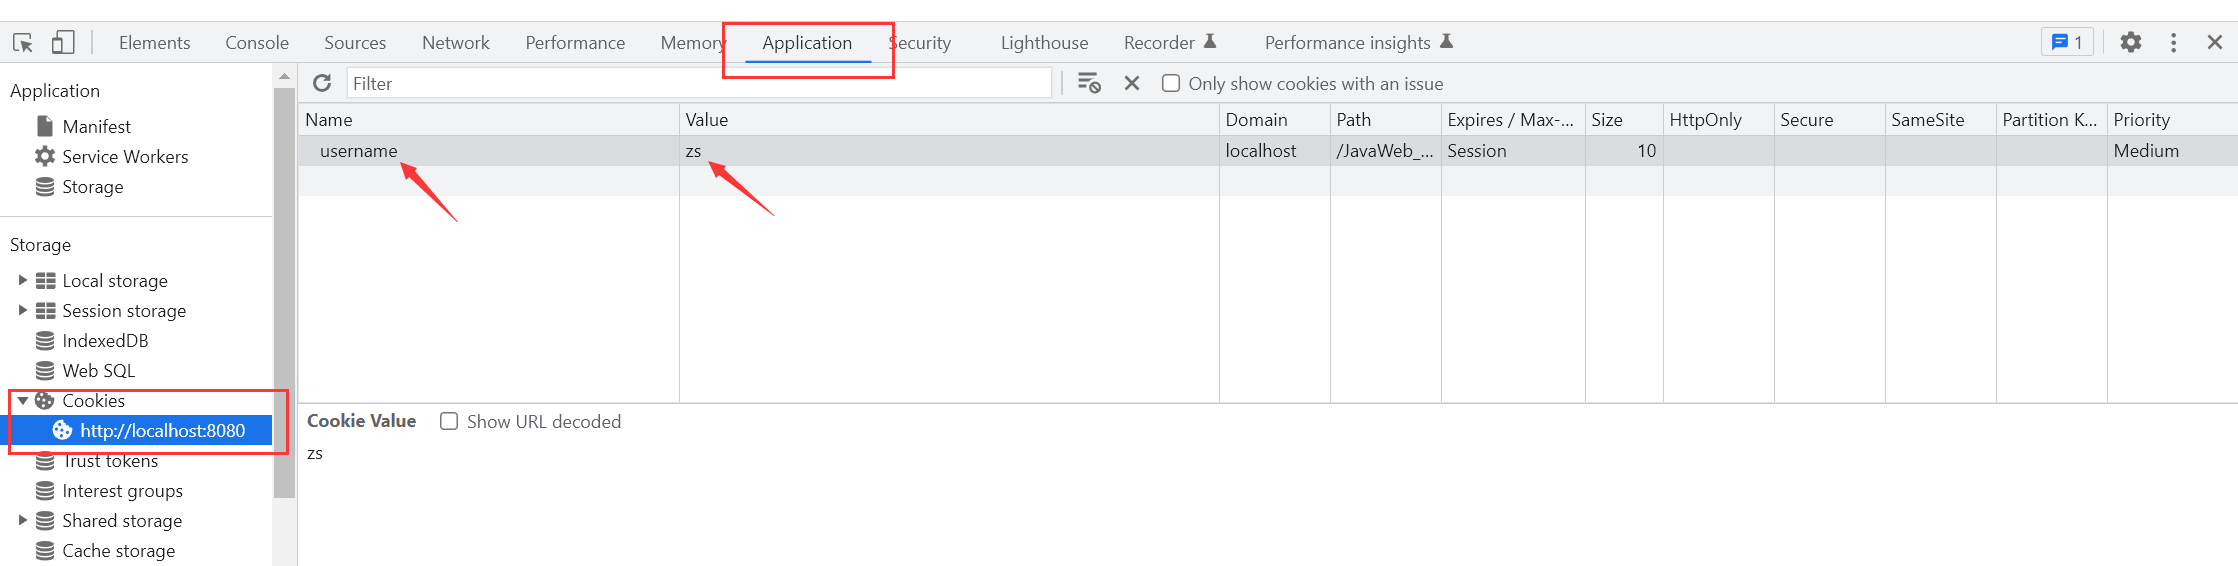 Elements Console Sources Network Performance Memory Application Security Lighthouse Recorder Performance insights 1
Application
Manifest
Service Workers
Storage
Storage
Local storage
Session storage
IndexedDB
Web SQL
Cookies
http://localhost:8080
Trust tokens
Interest groups
Shared storage
Cache storage
Filter Only show cookies with an issue
Name Value Domain Path Expires / Max-... Size HttpOnly Secure SameSite Partition K... Priority
username zs localhost /JavaWeb_... Session 10 Medium
Cookie Value Show URL decoded
zs